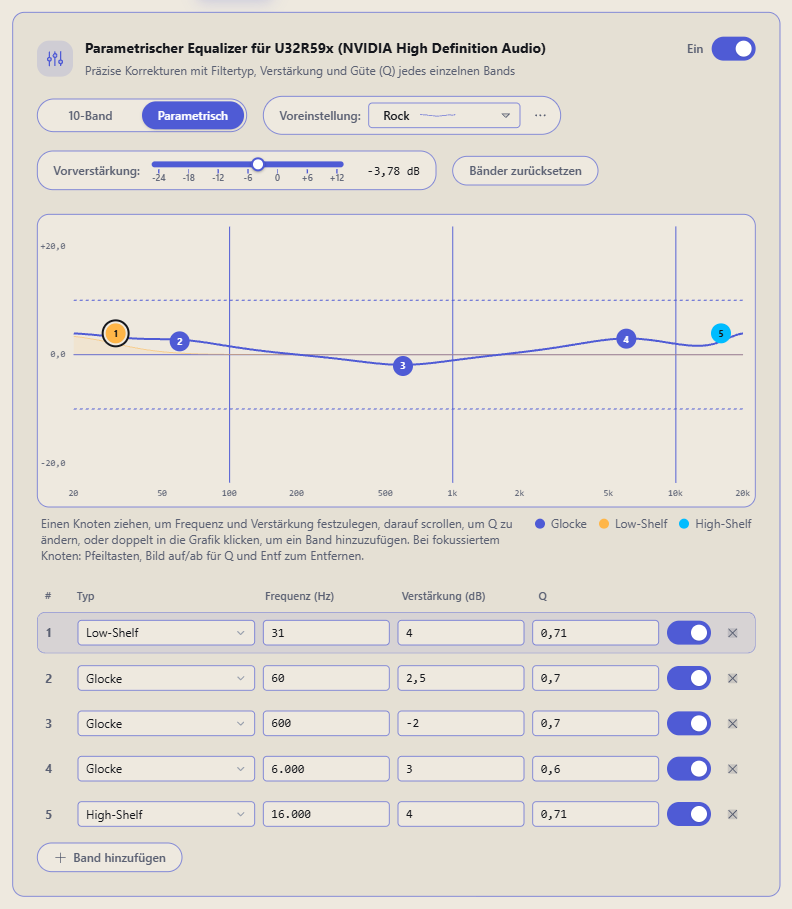 Parametrischer Equalizer für U32R59x (NVIDIA High Definition Audio)
Ein
Präzise Korrekturen mit Filtertyp, Verstärkung und Güte (Q) jedes einzelnen Bands
10-Band
Parametrisch
Voreinstellung:
Rock
...
Vorverstärkung:
-24 -18 -12 -6 0 +6 +12
-3,78 dB
Bänder zurücksetzen
+20,0
1
2
4
5
0,0
3
-20,0
20 50 100 200 500 1k 2k 5k 10k 20k
Einen Knoten ziehen, um Frequenz und Verstärkung festzulegen, darauf scrollen, um Q zu
ändern, oder doppelt in die Grafik klicken, um ein Band hinzuzufügen. Bei fokussiertem
Knoten: Pfeiltasten, Bild auf/ab für Q und Entf zum Entfernen.
Glocke Low-Shelf High-Shelf
# Typ Frequenz (Hz) Verstärkung (dB) Q
1 Low-Shelf 31 4 0,71
2 Glocke 60 2,5 0,7
3 Glocke 600 -2 0,7
4 Glocke 6.000 3 0,6
5 High-Shelf 16.000 4 0,71
+ Band hinzufügen